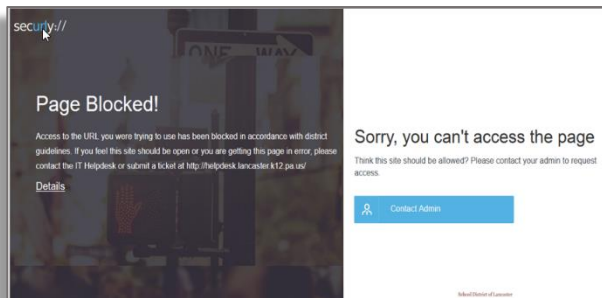 securly://
ONE WAY
Page Blocked!
Access to the URL you were trying to use has been blocked in accordance with district
guidelines. If you feel this site should be open or you are getting this page in error, please
contact the IT Helpdesk or submit a ticket at http://helpdesk.lancaster.k12.pa.us/
Details
Sorry, you can't access the page
Think this site should be allowed? Please contact your admin to request
access.
Contact Admin
School District of Lancaster